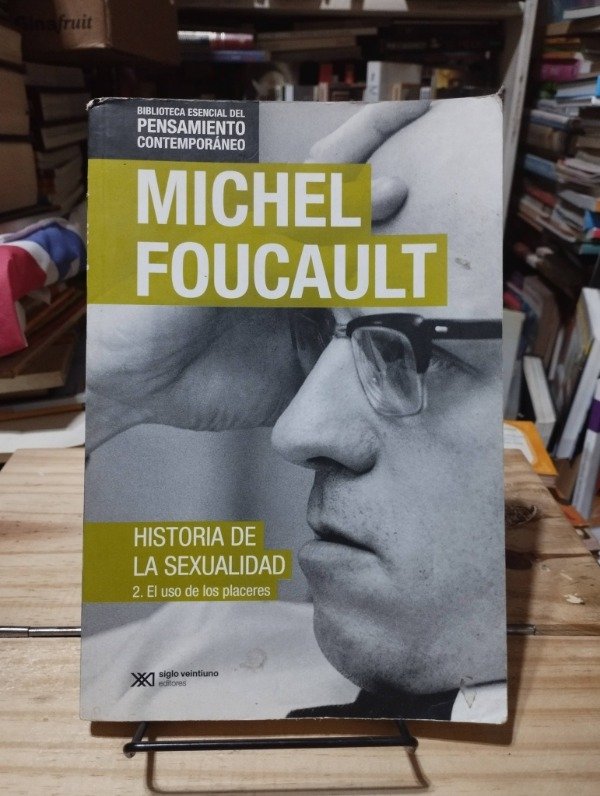 BIBLIOTECA ESENCIAL DEL
PENSAMIENTO
CONTEMPORÁNEO
MICHEL
FOUCAULT
HISTORIA DE
LA SEXUALIDAD
2. El uso de los placeres
siglo veintiuno
editores